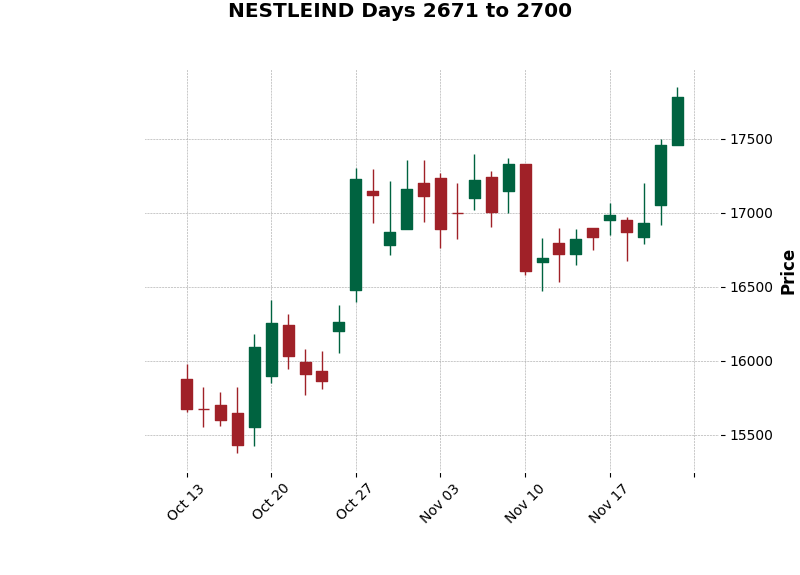 NESTLEIND Days 2671 to 2700
17500
17000
16500
16000
15500
Price
Oct 13
Oct 20
Oct 27
Nov 03
Nov 10
Nov 17